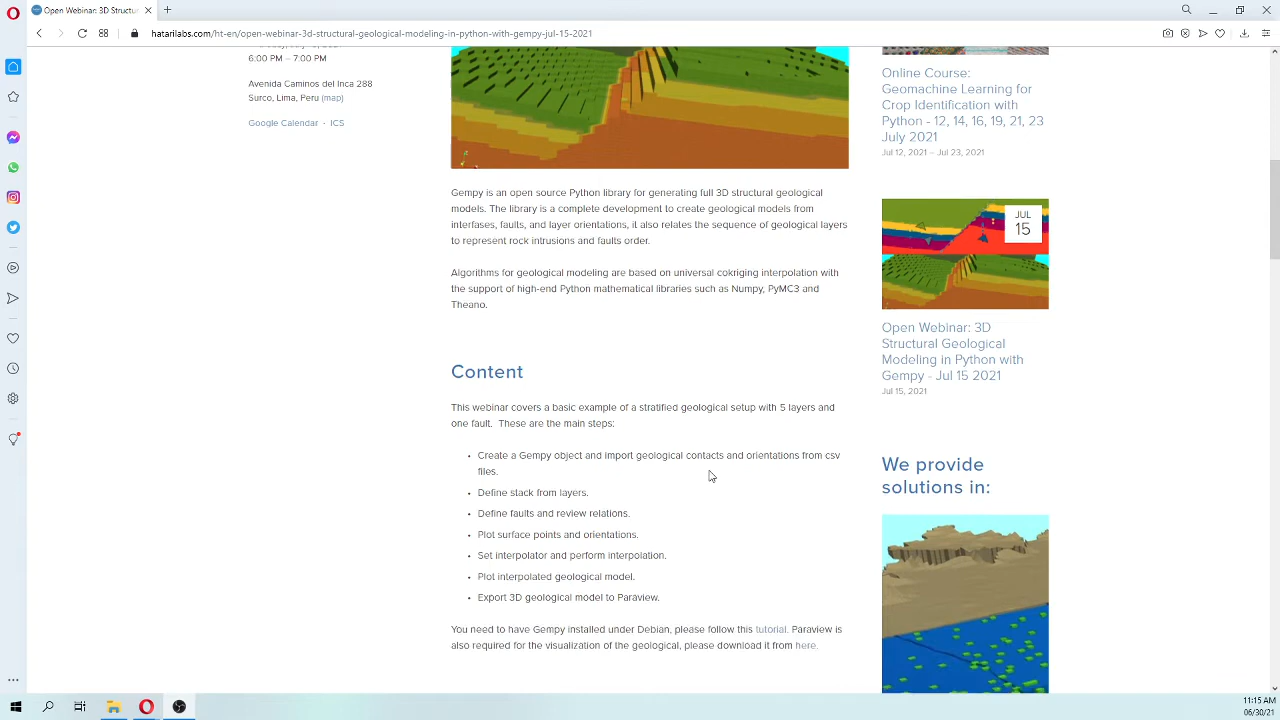 Open Webinar: 3D Structur
hatarilabs.com/ht-en/open-webinar-3d-structural-geological-modeling-in-python-with-gempy-jul-15-2021
6:00 PM – 7:00 PM
Avenida Caminos del Inca 288
Surco, Lima, Peru (map)
Google Calendar · ICS
Gempy is an open source Python library for generating full 3D structural geological
models. The library is a complete development to create geological models from
interfases, faults, and layer orientations, it also relates the sequence of geological layers
to represent rock intrusions and faults order.
Algorithms for geological modeling are based on universal cokriging interpolation with
the support of high-end Python mathematical libraries such as Numpy, PyMC3 and
Theano.
Content
This webinar covers a basic example of a stratified geological setup with 5 layers and
one fault. These are the main steps:
• Create a Gempy object and import geological contacts and orientations from csv
files.
• Define stack from layers.
• Define faults and review relations.
• Plot surface points and orientations.
• Set interpolator and perform interpolation.
• Plot interpolated geological model.
• Export 3D geological model to Paraview.
You need to have Gempy installed under Debian, please follow this tutorial. Paraview is
also required for the visualization of the geological, please download it from here.
Online Course:
Geomachine Learning for
Crop Identification with
Python - 12, 14, 16, 19, 21, 23
July 2021
Jul 12, 2021 – Jul 23, 2021
JUL
15
Open Webinar: 3D
Structural Geological
Modeling in Python with
Gempy - Jul 15 2021
Jul 15, 2021
We provide
solutions in:
11:15 AM
06/30/21